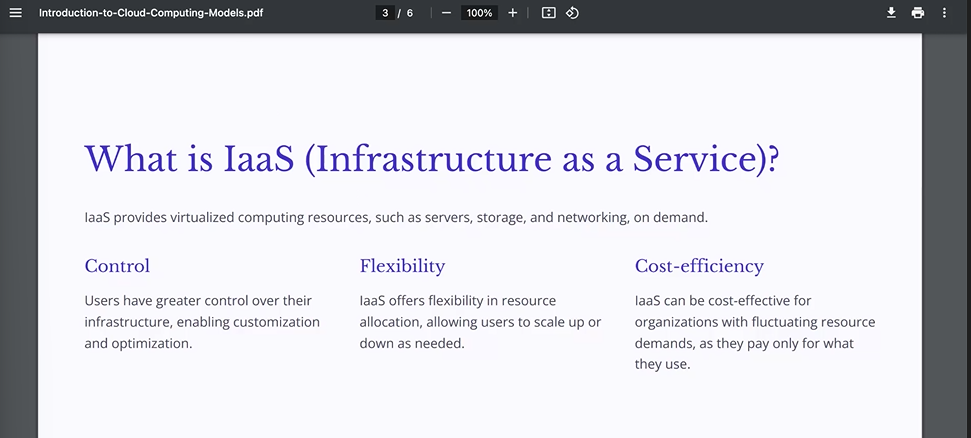 Introduction-to-Cloud-Computing-Models.pdf
3 / 6
100%
What is IaaS (Infrastructure as a Service)?
IaaS provides virtualized computing resources, such as servers, storage, and networking, on demand.
Control
Users have greater control over their
infrastructure, enabling customization
and optimization.
Flexibility
IaaS offers flexibility in resource
allocation, allowing users to scale up or
down as needed.
Cost-efficiency
IaaS can be cost-effective for
organizations with fluctuating resource
demands, as they pay only for what
they use.